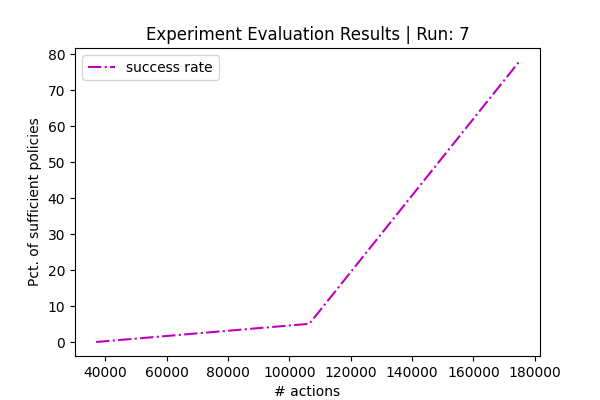 Experiment Evaluation Results | Run: 7
success rate
Pct. of sufficient policies
80
70
60
50
40
30
20
10
0
40000 60000 80000 100000 120000 140000 160000 180000
# actions